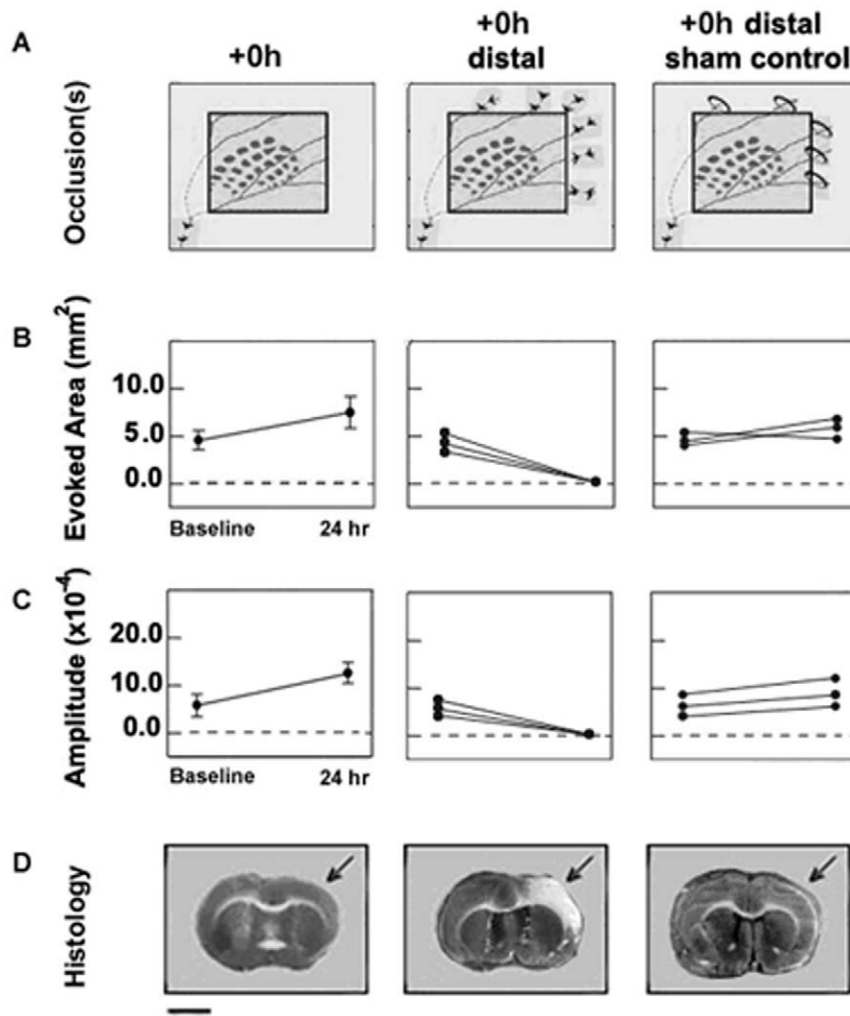 +0h
+0h
distal
+0h distal
sham control
A
Occlusion(s)
B
Evoked Area (mm²)
10.0
5.0
0.0
Baseline 24 hr
C
Amplitude (x10⁻⁴)
20.0
10.0
0.0
Baseline 24 hr
D
Histology